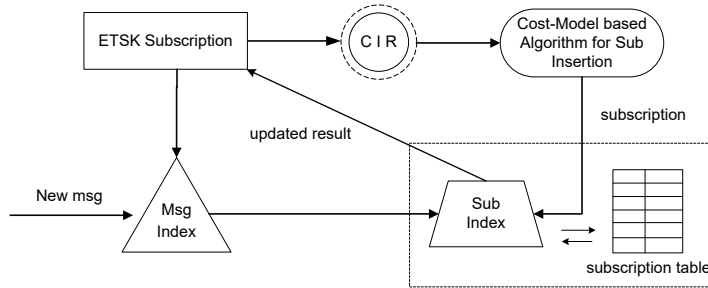 ETSK Subscription
C I R
Cost-Model based
Algorithm for Sub
Insertion
subscription
updated result
New msg
Msg
Index
Sub
Index
subscription table